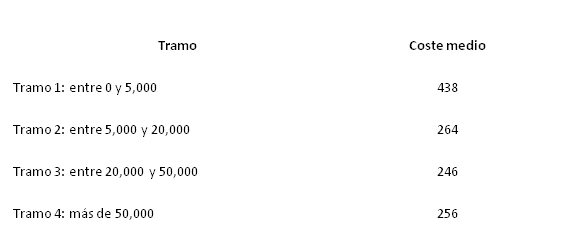 Tramo Coste medio
Tramo 1: entre 0 y 5,000 438
Tramo 2: entre 5,000 y 20,000 264
Tramo 3: entre 20,000 y 50,000 246
Tramo 4: más de 50,000 256